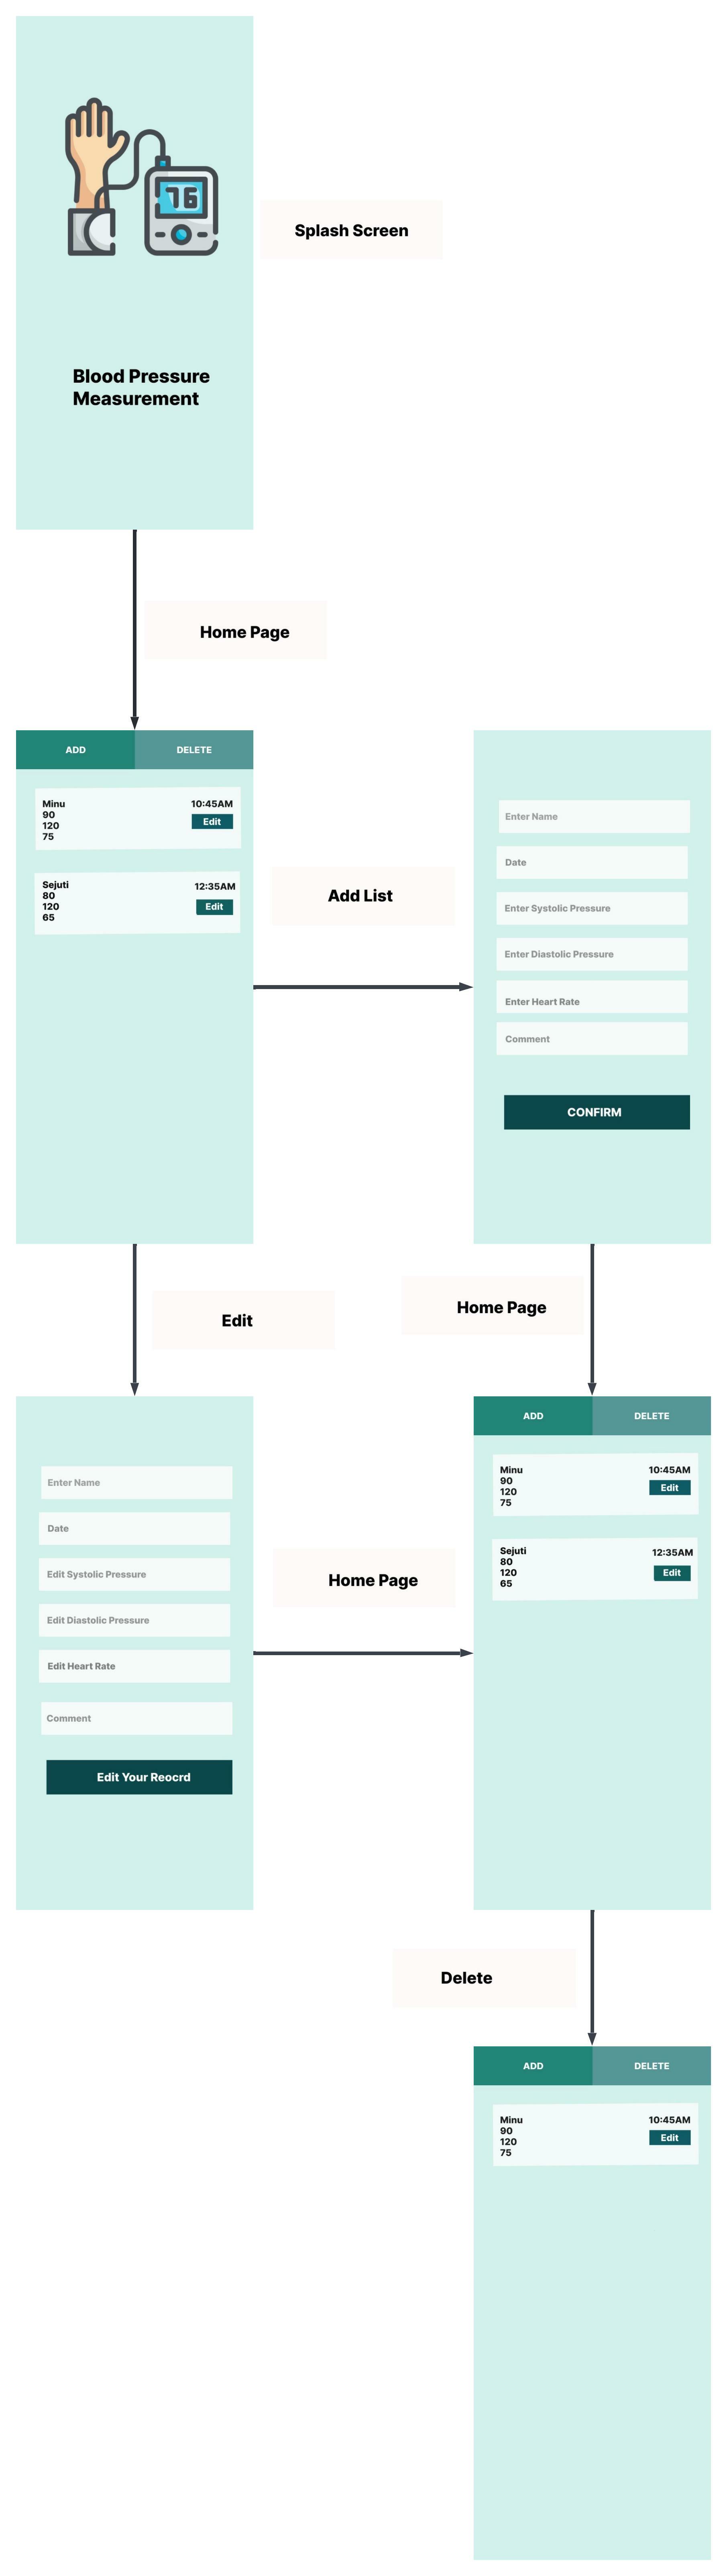 76
Splash Screen
Blood Pressure
Measurement
Home Page
ADD
DELETE
Minu
90
120
75
10:45AM
Edit
Sejuti
80
120
65
12:35AM
Edit
Add List
Enter Name
Date
Enter Systolic Pressure
Enter Diastolic Pressure
Enter Heart Rate
Comment
CONFIRM
Edit
Home Page
Enter Name
Date
Edit Systolic Pressure
Edit Diastolic Pressure
Edit Heart Rate
Comment
Edit Your Reocrd
Home Page
ADD
DELETE
Minu
90
120
75
10:45AM
Edit
Sejuti
80
120
65
12:35AM
Edit
Delete
ADD
DELETE
Minu
90
120
75
10:45AM
Edit